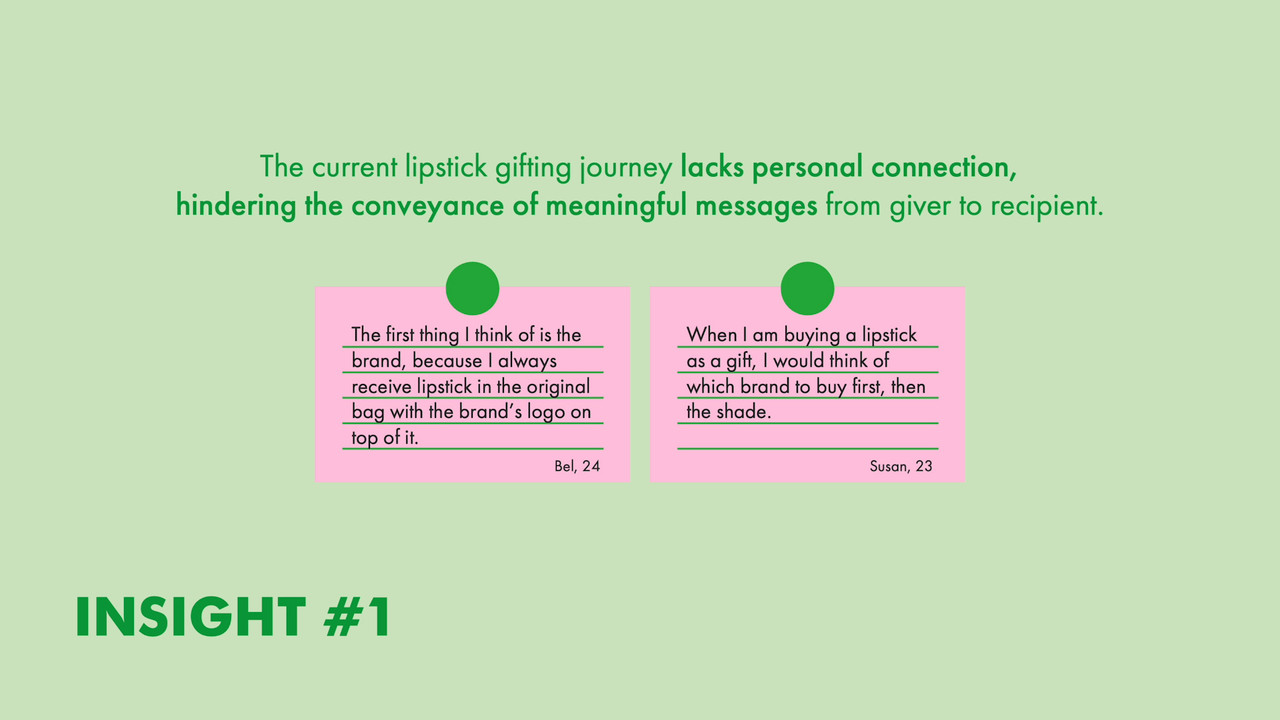 The current lipstick gifting journey lacks personal connection,
hindering the conveyance of meaningful messages from giver to recipient.
The first thing I think of is the
brand, because I always
receive lipstick in the original
bag with the brand’s logo on
top of it.
Bel, 24
When I am buying a lipstick
as a gift, I would think of
which brand to buy first, then
the shade.
Susan, 23
INSIGHT #1